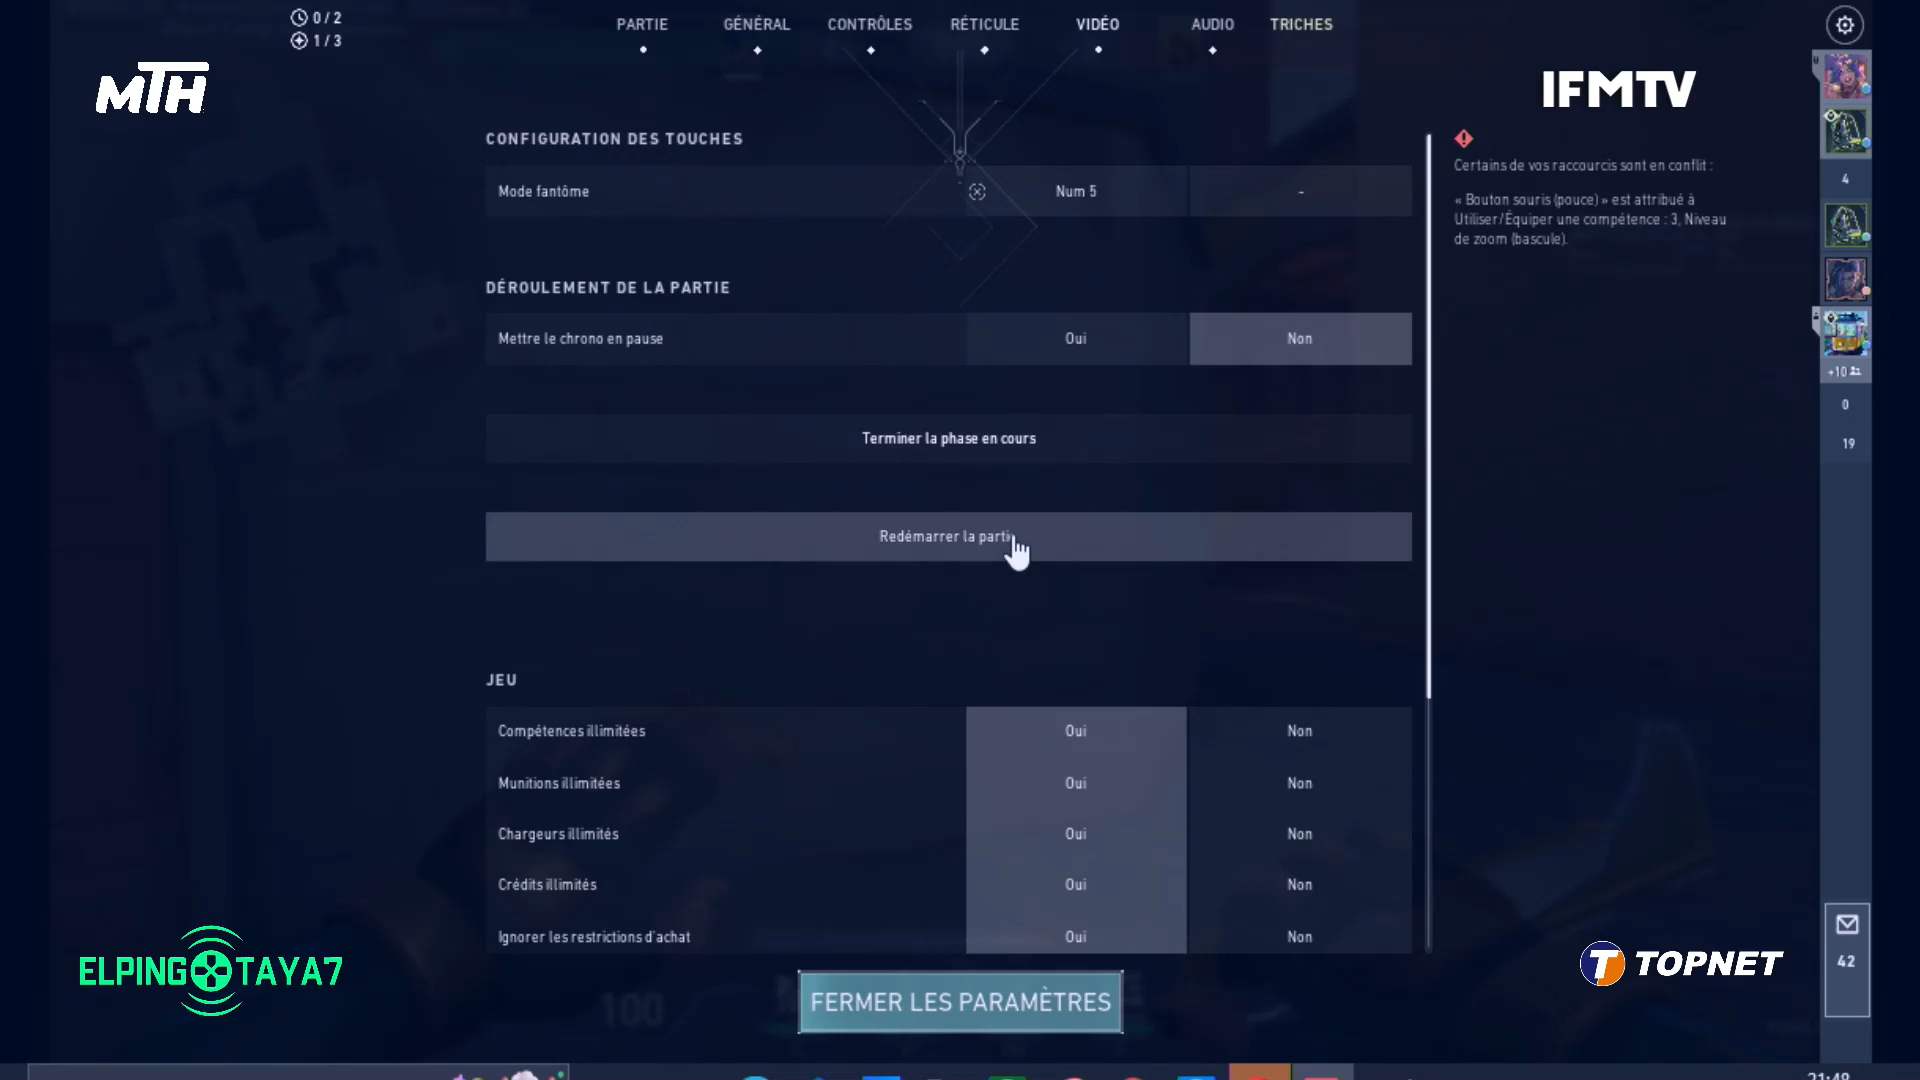 0 / 2
1 / 3
PARTIE
GÉNÉRAL
CONTRÔLES
RÉTICULE
VIDÉO
AUDIO
TRICHES
MTH
IFMTV
CONFIGURATION DES TOUCHES
Mode fantôme
Num 5
-
DÉROULEMENT DE LA PARTIE
Mettre le chrono en pause
Oui
Non
Terminer la phase en cours
Redémarrer la
JEU
Compétences illimitées
Oui
Non
Munitions illimitées
Oui
Non
Chargeurs illimités
Oui
Non
Crédits illimités
Oui
Non
Ignorer les restrictions d'achat
Oui
Non
FERMER LES PARAMÈTRES
Certains de vos raccourcis sont en conflit :
« Bouton souris (pouce) » est attribué à
Utiliser/Équiper une compétence : 3, Niveau
de zoom (bascule).
4
+10
0
19
42
ELPINGOTAYA7
T TOPNET
100